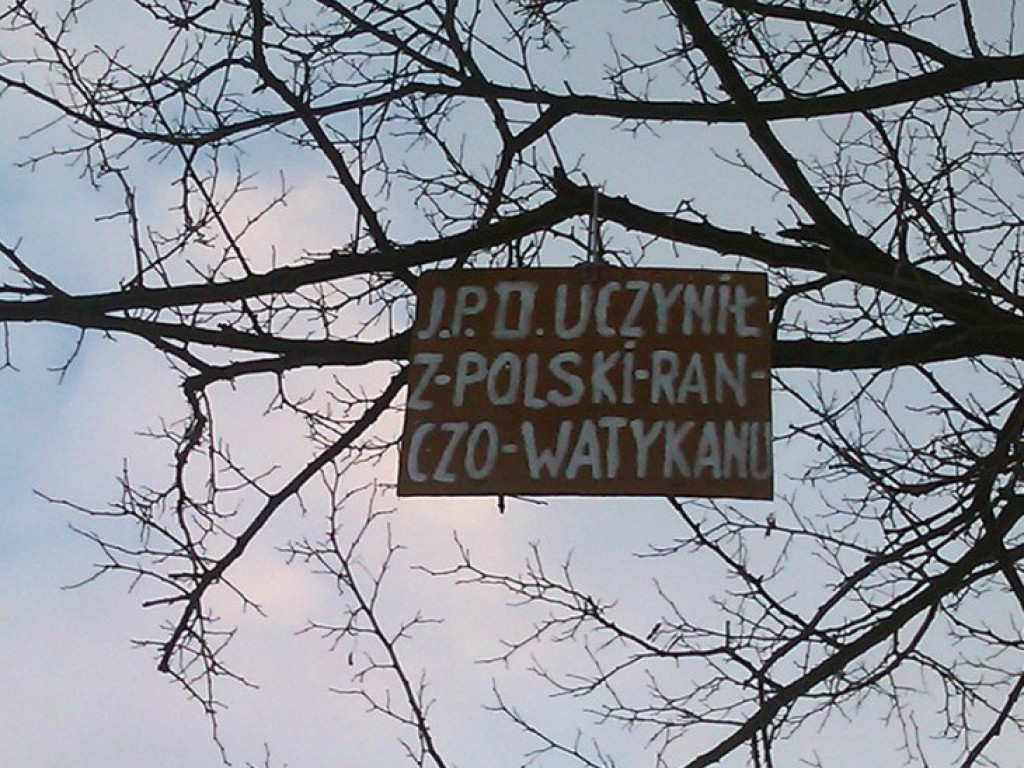 J.P.II. UCZYNIŁ
Z-POLSKI-RAN-
CZO-WATYKANU